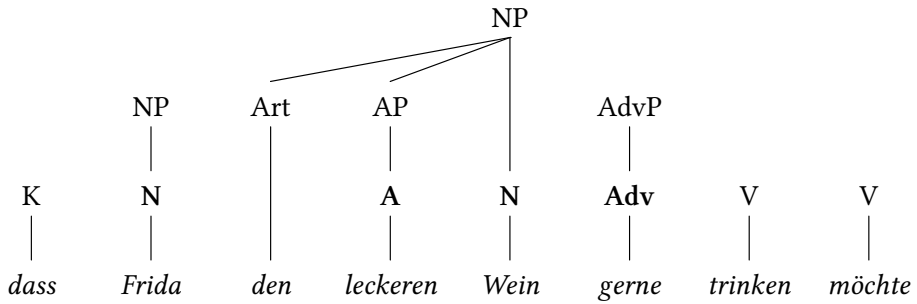 NP
NP Art AP AdvP
K N A N Adv V V
dass Frida den leckeren Wein gerne trinken möchte